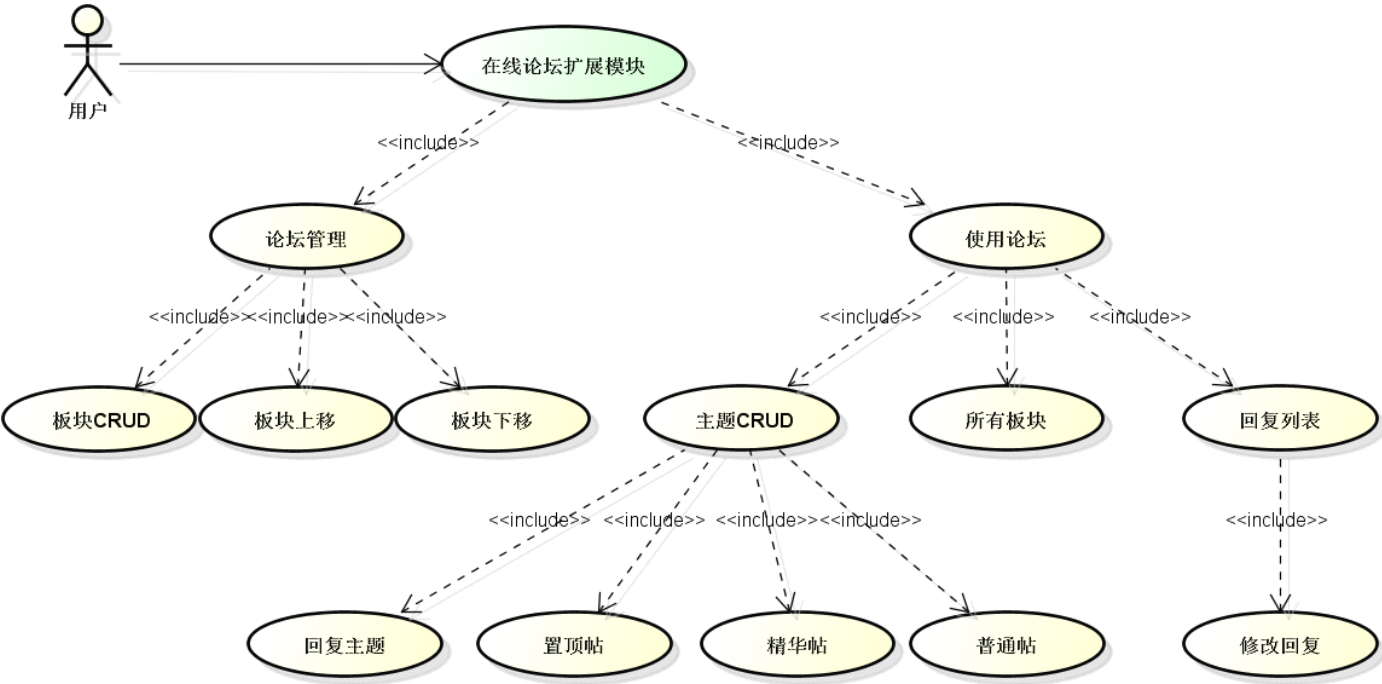 在线论坛扩展模块
用户
<<include>>
<<include>>
论坛管理
使用论坛
<<include>>
<<include>>
<<include>>
<<include>>
<<include>>
<<include>>
板块CRUD
板块上移
板块下移
主题CRUD
所有板块
回复列表
<<include>>
<<include>>
<<include>>
<<include>>
<<include>>
回复主题
置顶帖
精华帖
普通帖
修改回复